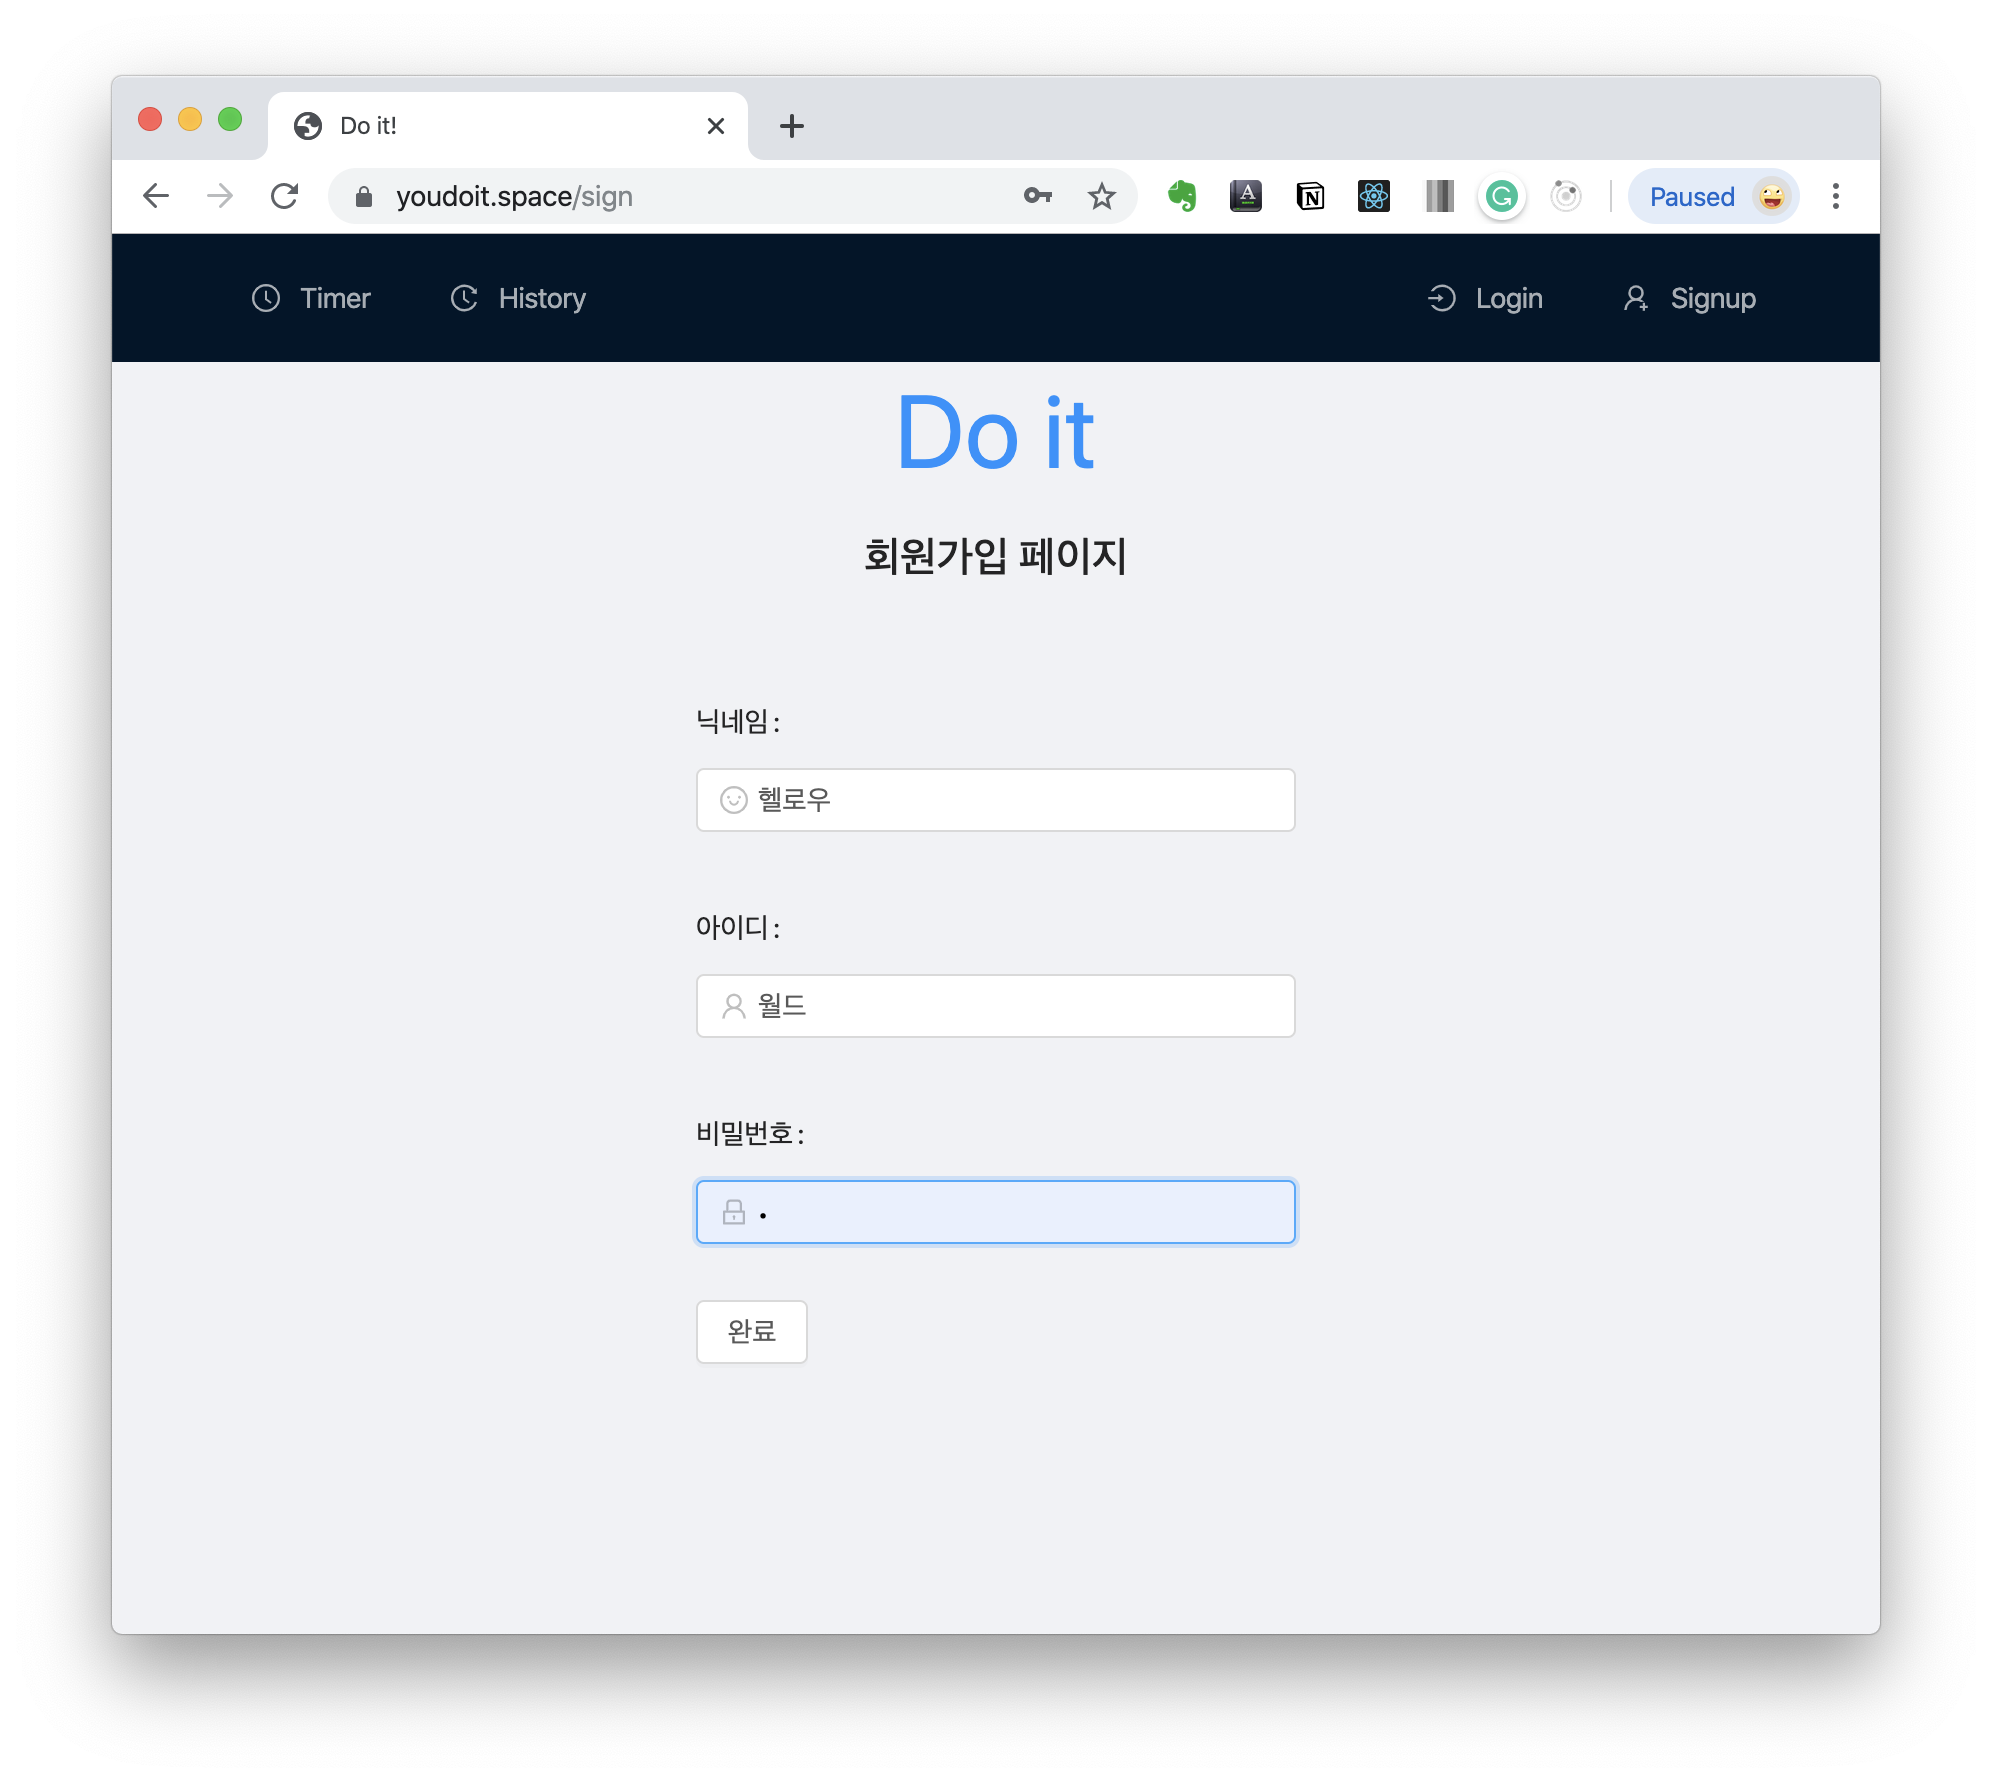 Do it!
youdoit.space/sign
Paused
Timer History Login Signup
Do it
회원가입 페이지
닉네임 :
헬로우
아이디 :
월드
비밀번호 :
•
완료